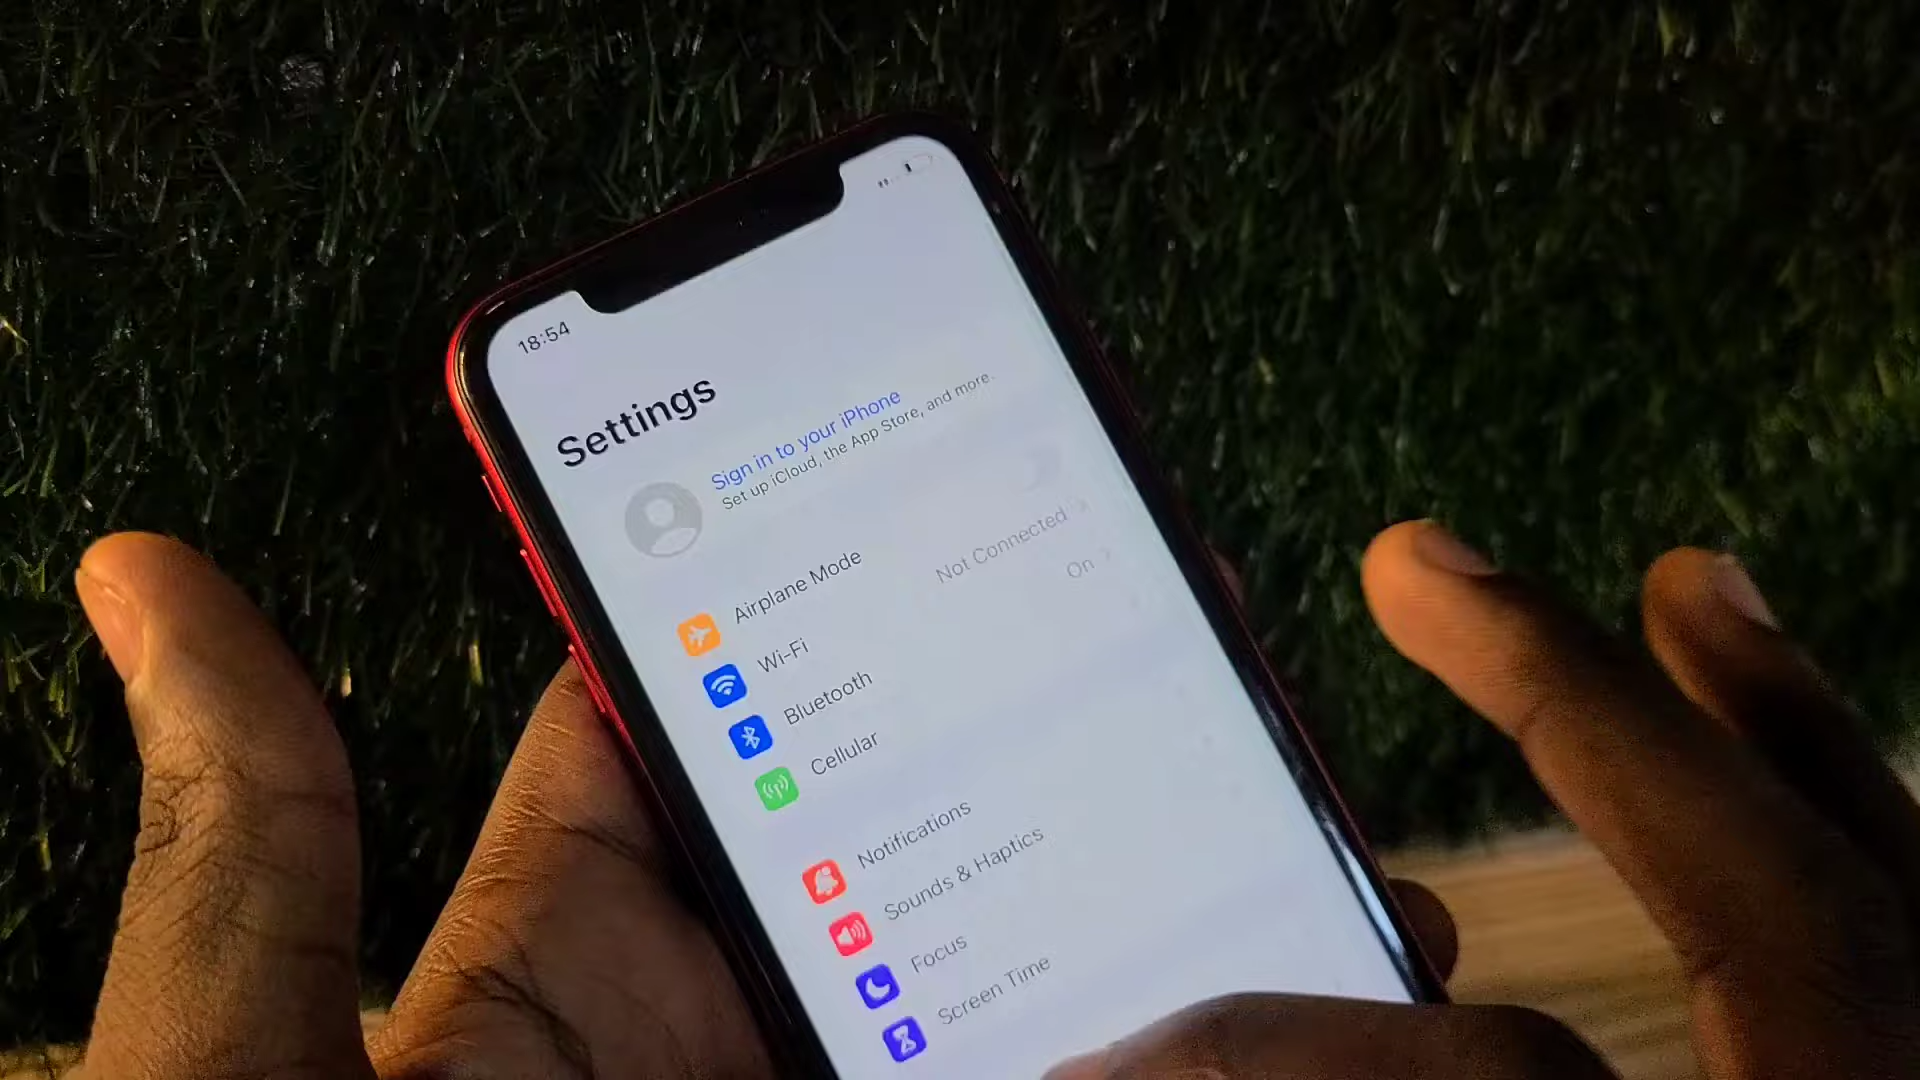 18:54
Settings
Sign in to your iPhone
Set up iCloud, the App Store, and more.
Airplane Mode
Wi-Fi
Not Connected
Bluetooth
On
Cellular
Notifications
Sounds & Haptics
Focus
Screen Time